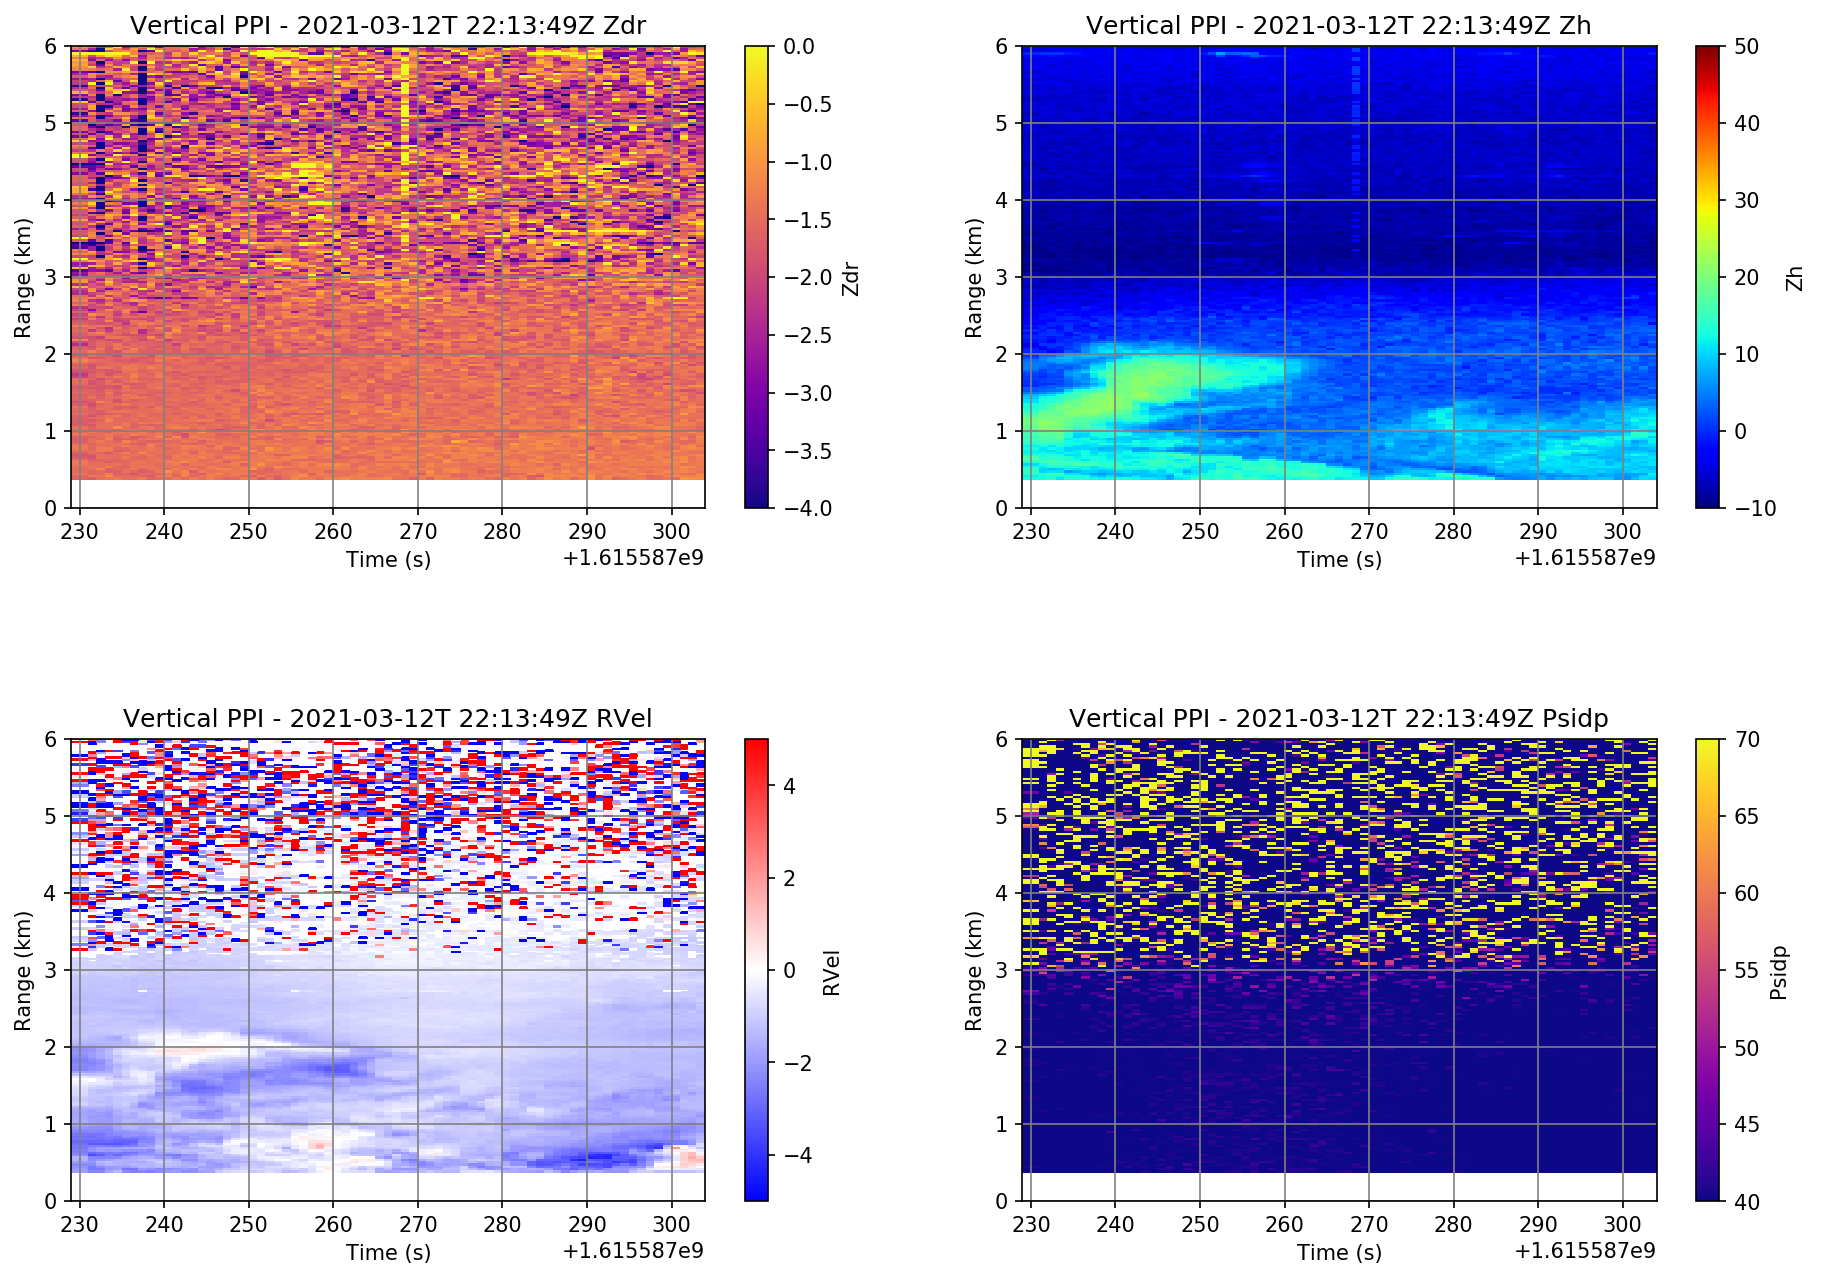 Vertical PPI - 2021-03-12T 22:13:49Z Zdr
6
5
4
3
2
1
0
Range (km)
230 240 250 260 270 280 290 300
Time (s)
+1.615587e9
0.0
−0.5
−1.0
−1.5
−2.0
−2.5
−3.0
−3.5
−4.0
Zdr
Vertical PPI - 2021-03-12T 22:13:49Z Zh
6
5
4
3
2
1
0
Range (km)
230 240 250 260 270 280 290 300
Time (s)
+1.615587e9
50
40
30
20
10
0
−10
Zh
Vertical PPI - 2021-03-12T 22:13:49Z RVel
6
5
4
3
2
1
0
Range (km)
230 240 250 260 270 280 290 300
Time (s)
+1.615587e9
4
2
0
−2
−4
RVel
Vertical PPI - 2021-03-12T 22:13:49Z Psidp
6
5
4
3
2
1
0
Range (km)
230 240 250 260 270 280 290 300
Time (s)
+1.615587e9
70
65
60
55
50
45
40
Psidp